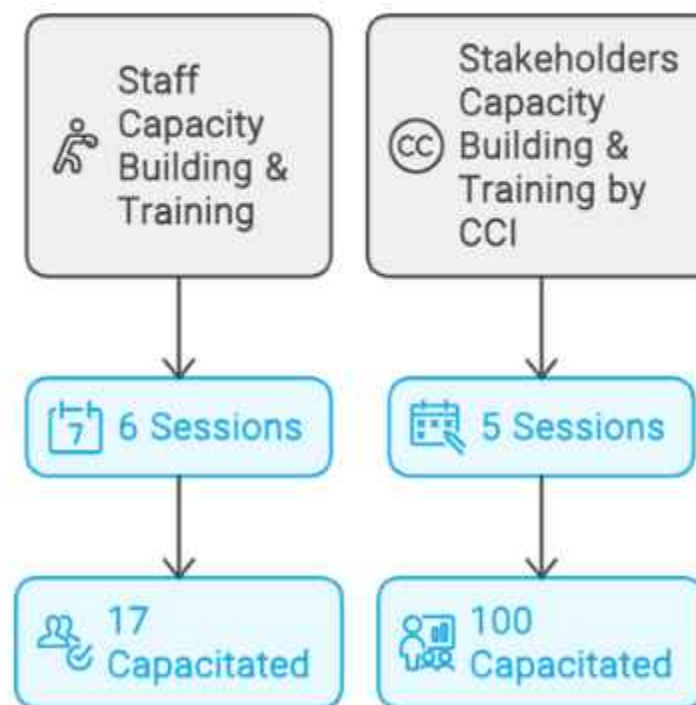 Staff
Capacity
Building &
Training
CC
Stakeholders
Capacity
Building &
Training by
CCI
7
6 Sessions
5 Sessions
17
Capacitated
100
Capacitated